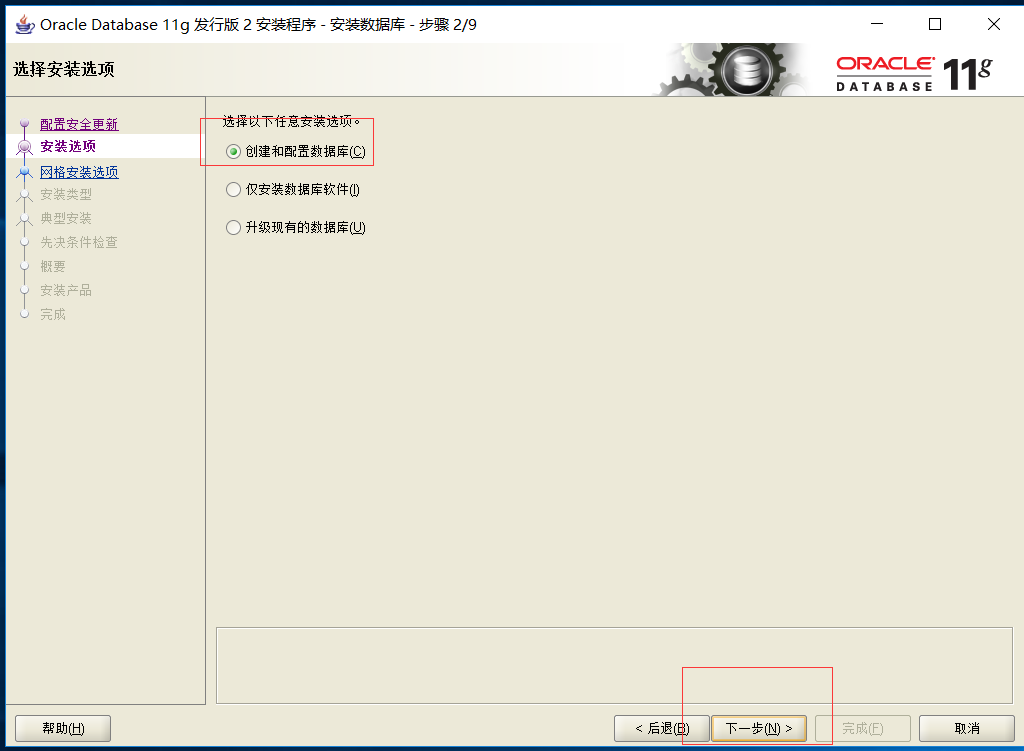 Oracle Database 11g 发行版 2 安装程序 - 安装数据库 - 步骤 2/9
选择安装选项
ORACLE
DATABASE
11g
配置安全更新
安装选项
网格安装选项
安装类型
典型安装
先决条件检查
概要
安装产品
完成
选择以下任意安装选项。
创建和配置数据库(C)
仅安装数据库软件(I)
升级现有的数据库(U)
帮助(H)
< 后退(B)
下一步(N) >
完成(F)
取消